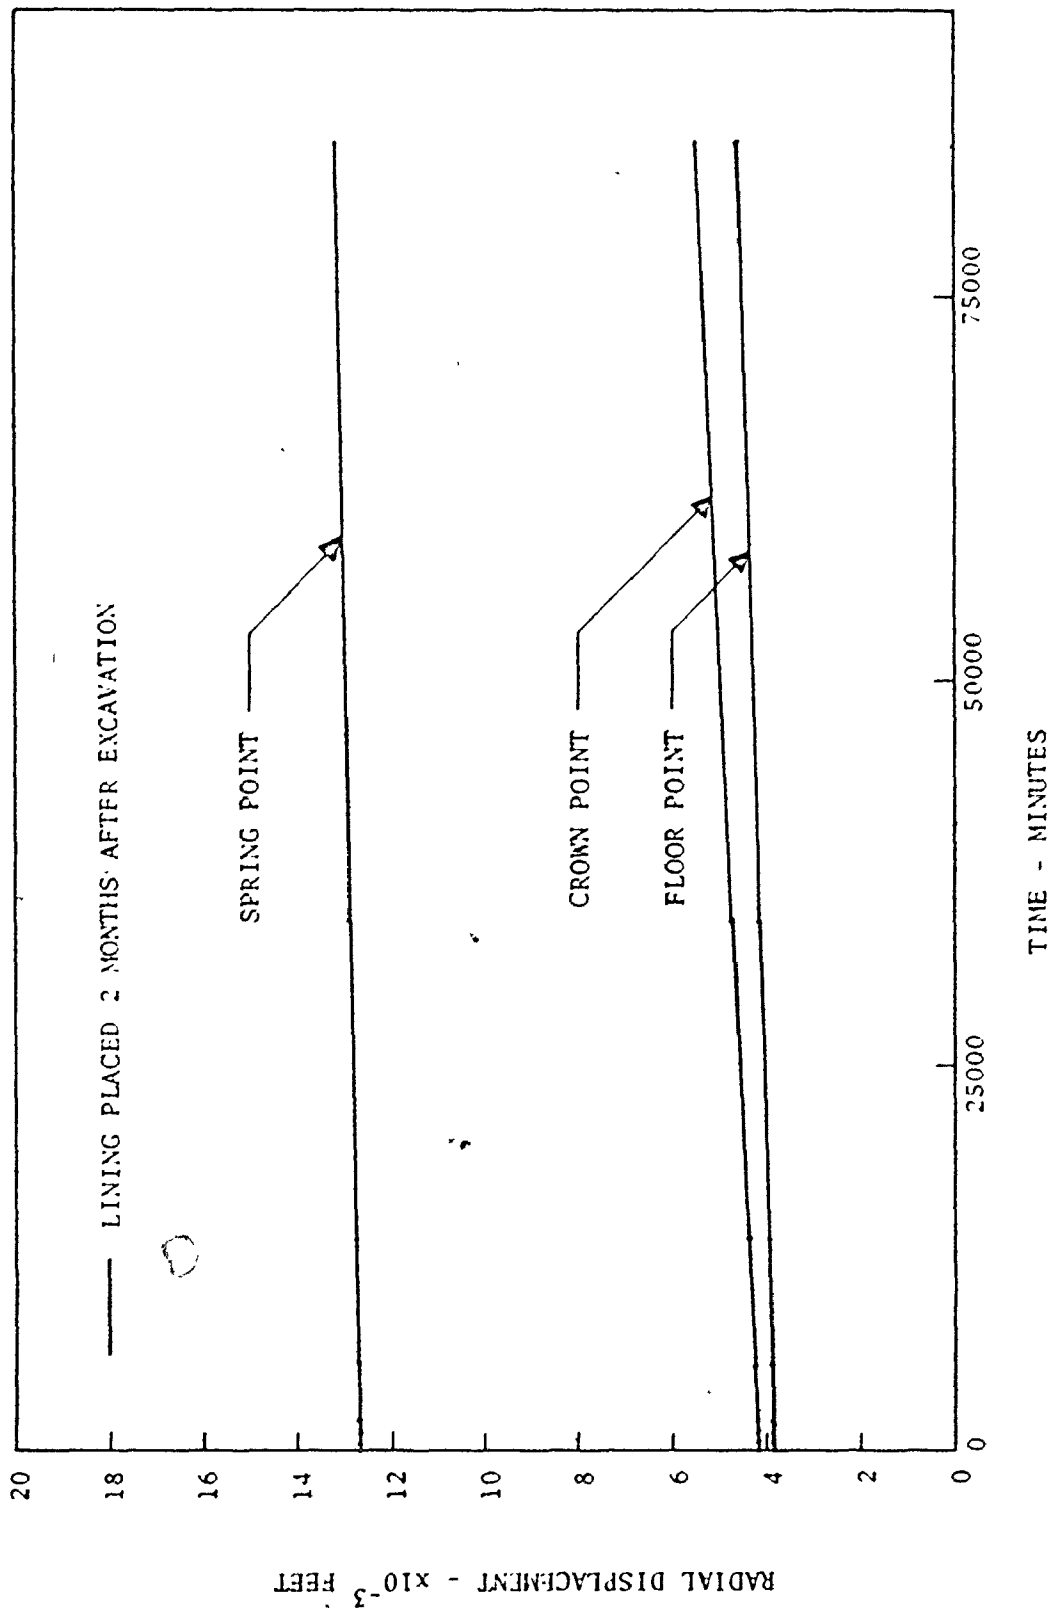 RADIAL DISPLACEMENT - x10⁻³ FEET
20
18
16
14
12
10
8
6
4
2
0
LINING PLACED 2 MONTHS AFTER EXCAVATION
SPRING POINT
CROWN POINT
FLOOR POINT
0
25000
50000
75000
TIME - MINUTES